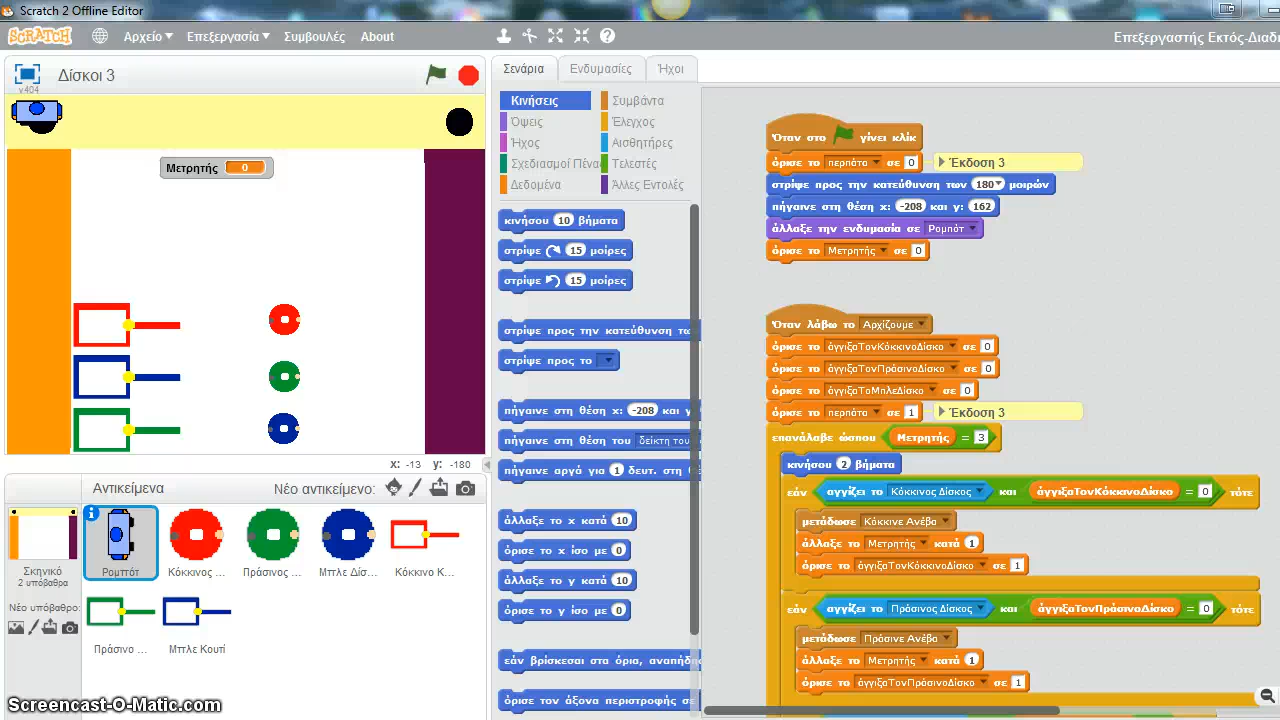 Scratch 2 Offline Editor
SCRATCH Αρχείο Επεξεργασία Συμβουλές About Επεξεργαστής Εκτός-Διαδι
v404 Δίσκοι 3
Μετρητής 0
x: -13 y: -180
Αντικείμενα Νέο αντικείμενο:
Σκηνικό
2 υπόβαθρα
Ρομπότ
Κόκκινος ...
Πράσινος ...
Μπλε Δίσ...
Κόκκινο Κ...
Νέο υπόβαθρο:
Πράσινο ...
Μπλε Κουτί
Σενάρια Ενδυμασίες Ήχοι
Κινήσεις Συμβάντα
Όψεις Έλεγχος
Ήχος Αισθητήρες
Σχεδιασμοί Πένας Τελεστές
Δεδομένα Άλλες Εντολές
κινήσου 10 βήματα
στρίψε 15 μοίρες
στρίψε 15 μοίρες
στρίψε προς την κατεύθυνση τω
στρίψε προς το
πήγαινε στη θέση x: -208 και y
πήγαινε στη θέση του δείκτη του
πήγαινε αργά για 1 δευτ. στη
άλλαξε το x κατά 10
όρισε το x ίσο με 0
άλλαξε το y κατά 10
όρισε το y ίσο με 0
εάν βρίσκεσαι στα όρια, αναπήδη
όρισε τον άξονα περιστροφής σε
Όταν στο γίνει κλικ
όρισε το περπάτα σε 0 Έκδοση 3
στρίψε προς την κατεύθυνση των 180 μοιρών
πήγαινε στη θέση x: -208 και y: 162
άλλαξε την ενδυμασία σε Ρομπότ
όρισε το Μετρητής σε 0
Όταν λάβω το Αρχίζουμε
όρισε το άγγιξαΤονΚόκκινοΔίσκο σε 0
όρισε το άγγιξαΤονΠράσινοΔίσκο σε 0
όρισε το άγγιξαΤοΜπλεΔίσκο σε 0
όρισε το περπάτα σε 1 Έκδοση 3
επανάλαβε ώσπου Μετρητής = 3
κινήσου 2 βήματα
εάν αγγίζει το Κόκκινος Δίσκος και άγγιξαΤονΚόκκινοΔίσκο = 0 τότε
μετάδωσε Κόκκινε Ανέβα
άλλαξε το Μετρητής κατά 1
όρισε το άγγιξαΤονΚόκκινοΔίσκο σε 1
εάν αγγίζει το Πράσινος Δίσκος και άγγιξαΤονΠράσινοΔίσκο = 0 τότε
μετάδωσε Πράσινε Ανέβα
άλλαξε το Μετρητής κατά 1
όρισε το άγγιξαΤονΠράσινοΔίσκο σε 1
Screencast-O-Matic.com